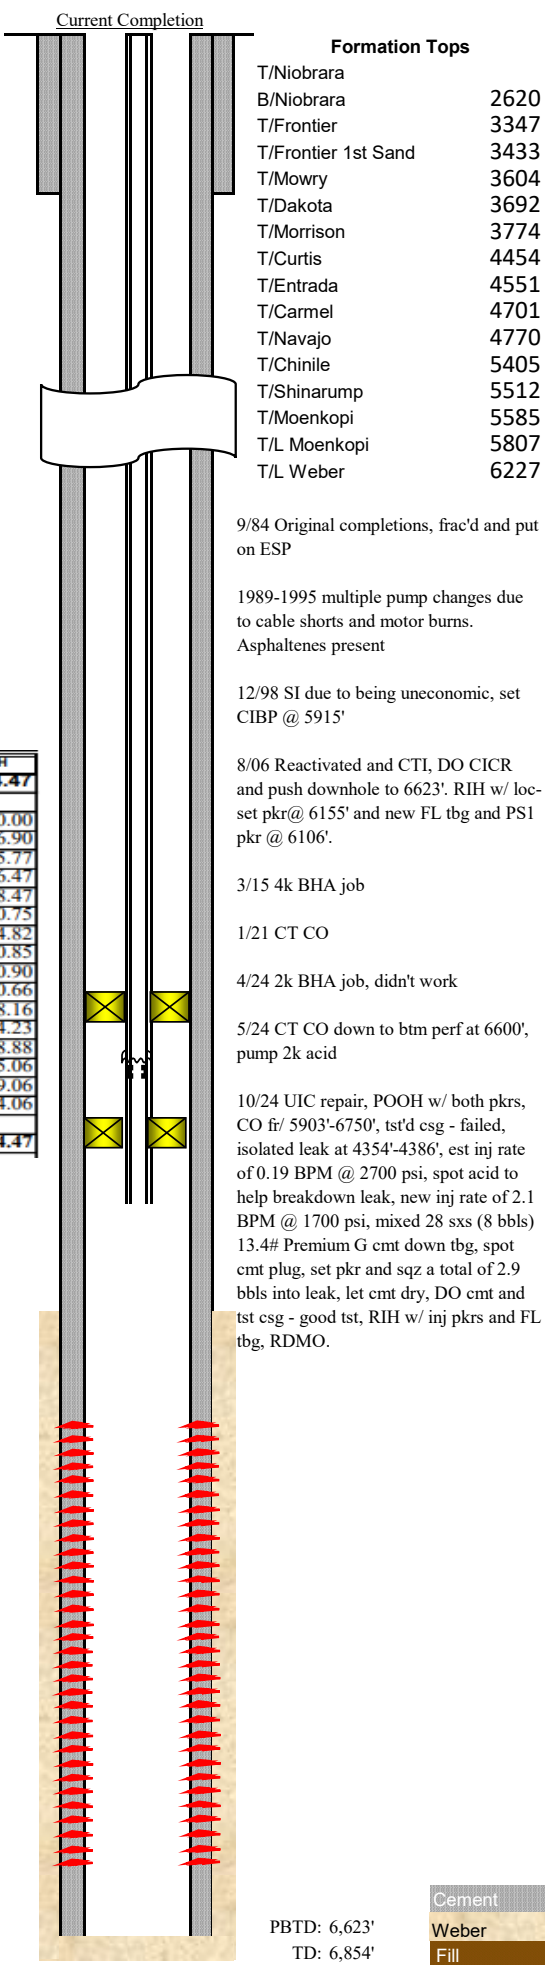 Current Completion
Formation Tops
T/Niobrara
B/Niobrara 2620
T/Frontier 3347
T/Frontier 1st Sand 3433
T/Mowry 3604
T/Dakota 3692
T/Morrison 3774
T/Curtis 4454
T/Entrada 4551
T/Carmel 4701
T/Navajo 4770
T/Chinile 5405
T/Shinarump 5512
T/Moenkopi 5585
T/L Moenkopi 5807
T/L Weber 6227
9/84 Original completions, frac'd and put
on ESP
1989-1995 multiple pump changes due
to cable shorts and motor burns.
Asphaltenes present
12/98 SI due to being uneconomic, set
CIBP @ 5915'
8/06 Reactivated and CTI, DO CICR
and push downhole to 6623'. RIH w/ loc-
set pkr@ 6155' and new FL tbg and PS1
pkr @ 6106'.
3/15 4k BHA job
1/21 CT CO
4/24 2k BHA job, didn't work
5/24 CT CO down to btm perf at 6600',
pump 2k acid
10/24 UIC repair, POOH w/ both pkrs,
CO fr/ 5903'-6750', tst'd csg - failed,
isolated leak at 4354'-4386', est inj rate
of 0.19 BPM @ 2700 psi, spot acid to
help breakdown leak, new inj rate of 2.1
BPM @ 1700 psi, mixed 28 sxs (8 bbls)
13.4# Premium G cmt down tbg, spot
cmt plug, set pkr and sqz a total of 2.9
bbls into leak, let cmt dry, DO cmt and
tst csg - good tst, RIH w/ inj pkrs and FL
tbg, RDMO.
PBTD: 6,623'
TD: 6,854'
Cement
Weber
Fill